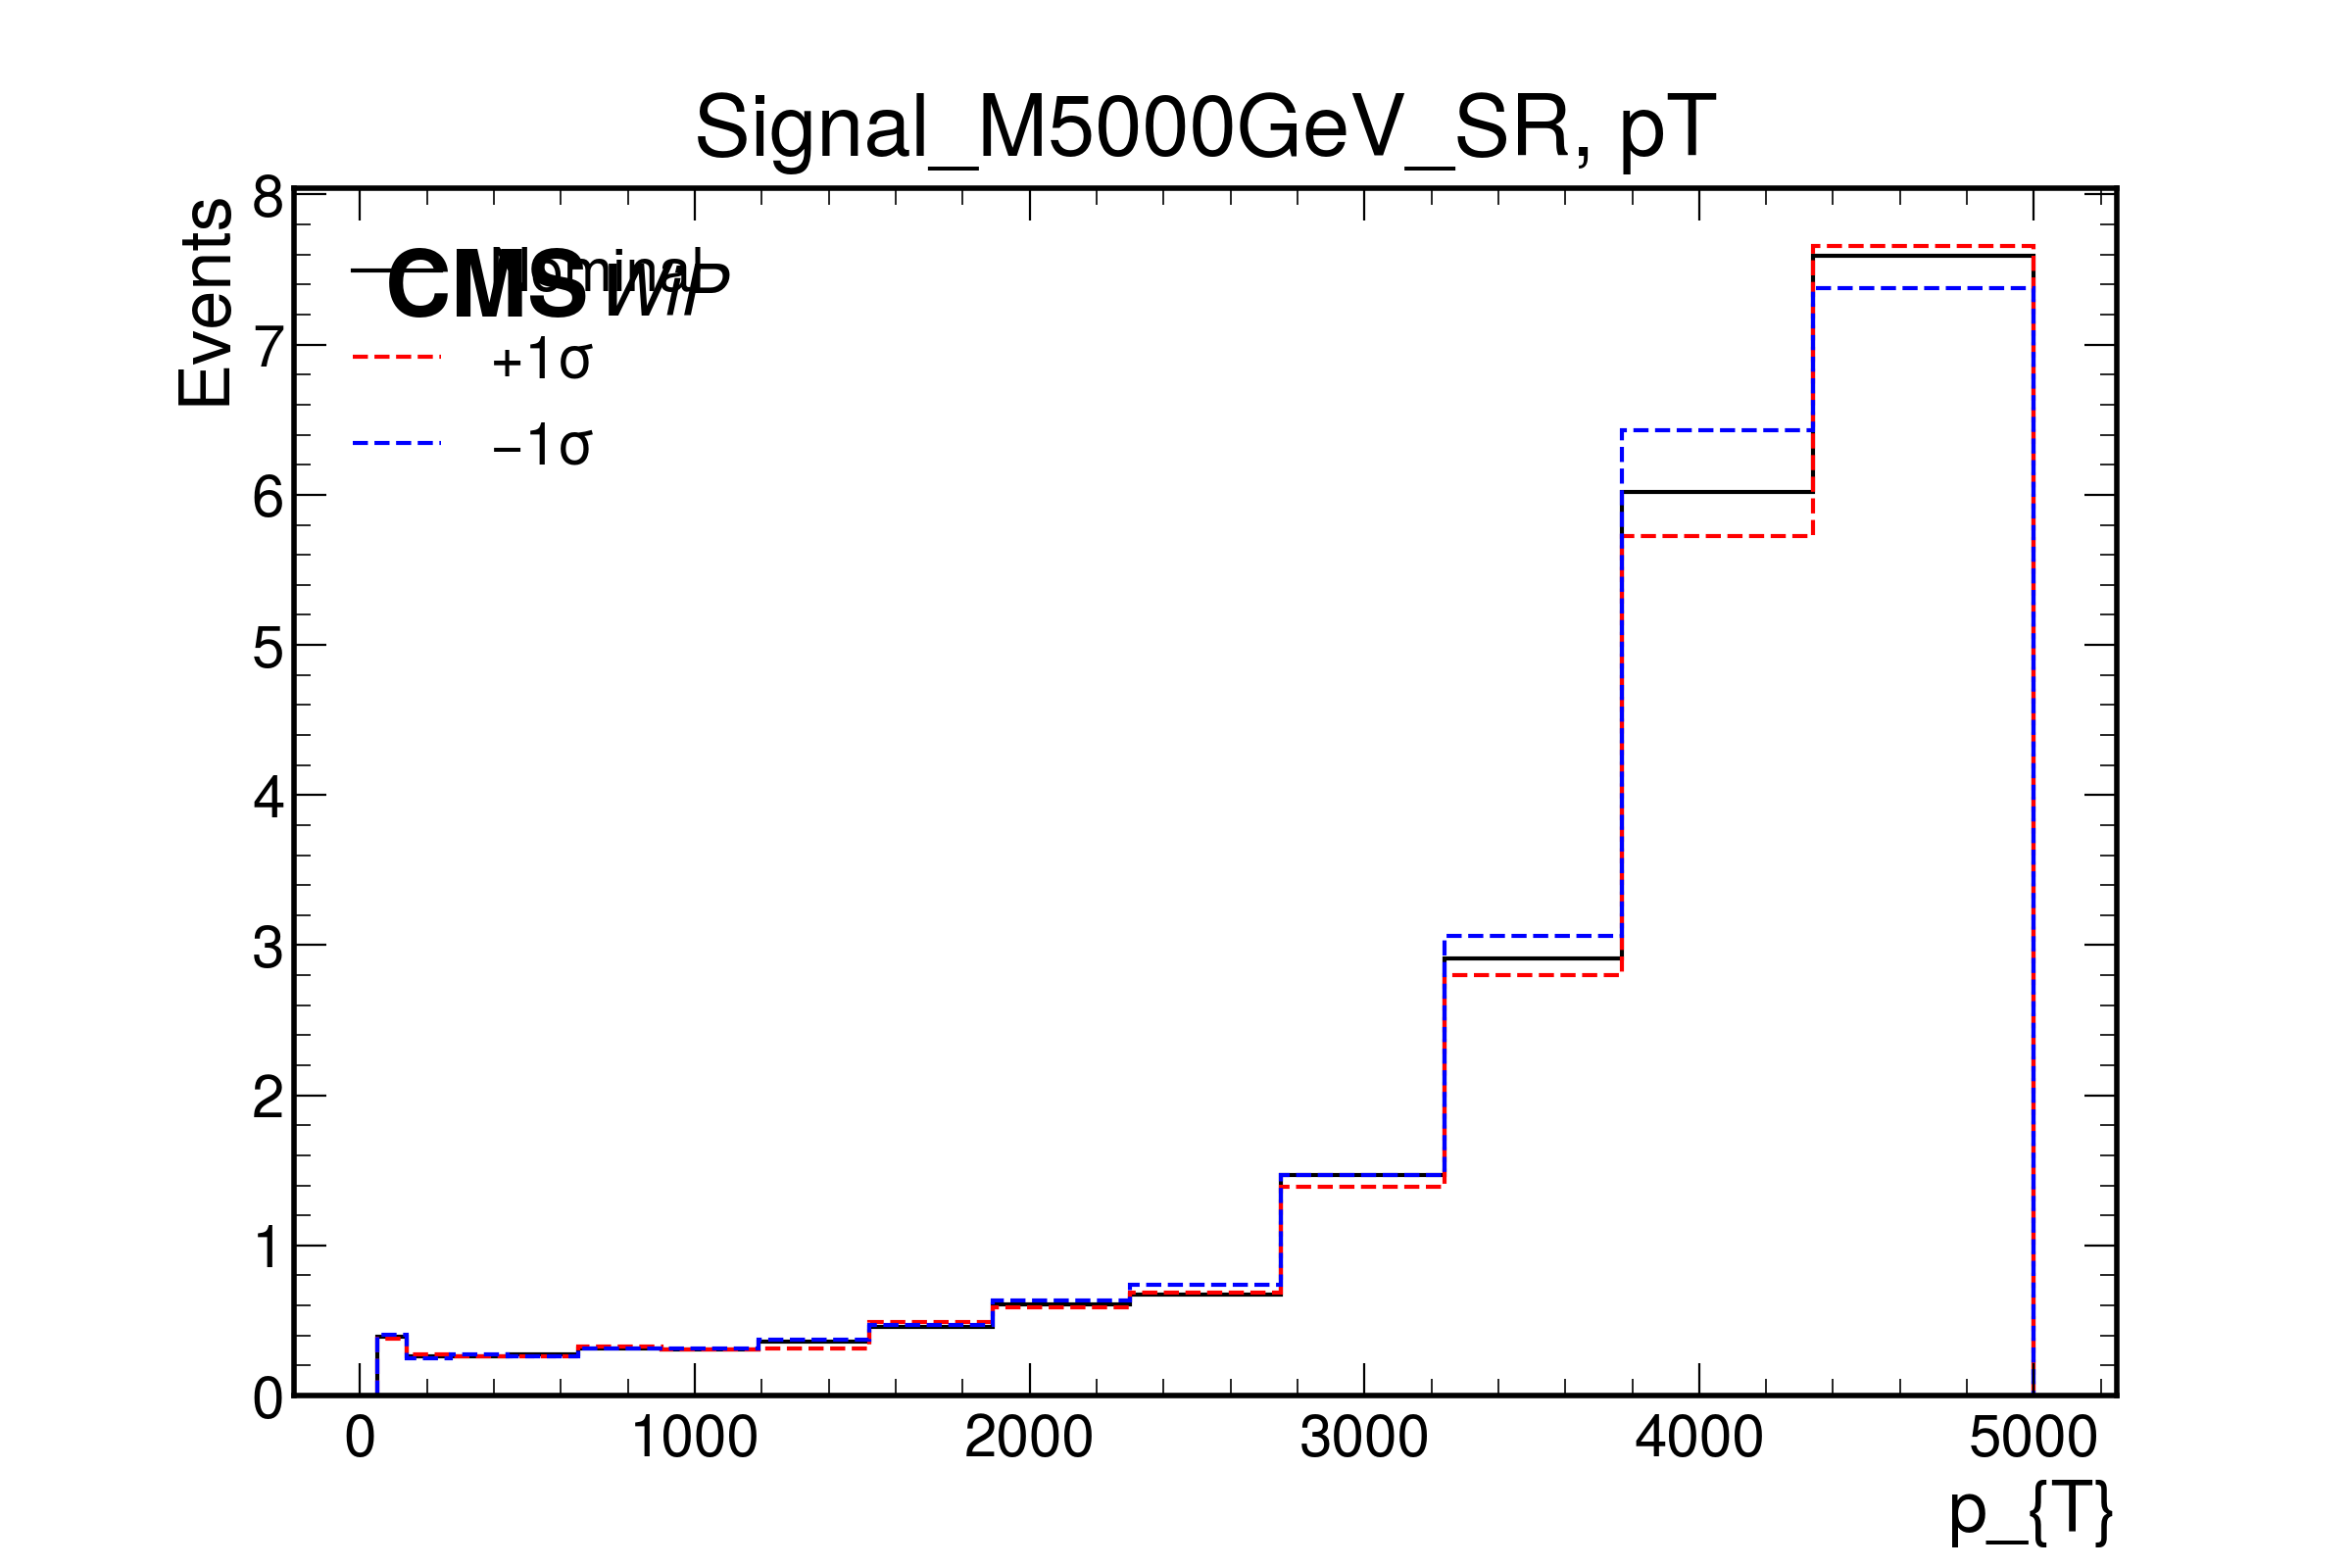 Signal_M5000GeV_SR, pT
Events
8
7
6
5
4
3
2
1
0
CMS WiP
Nominal
+1σ
−1σ
0 1000 2000 3000 4000 5000
p_{T}